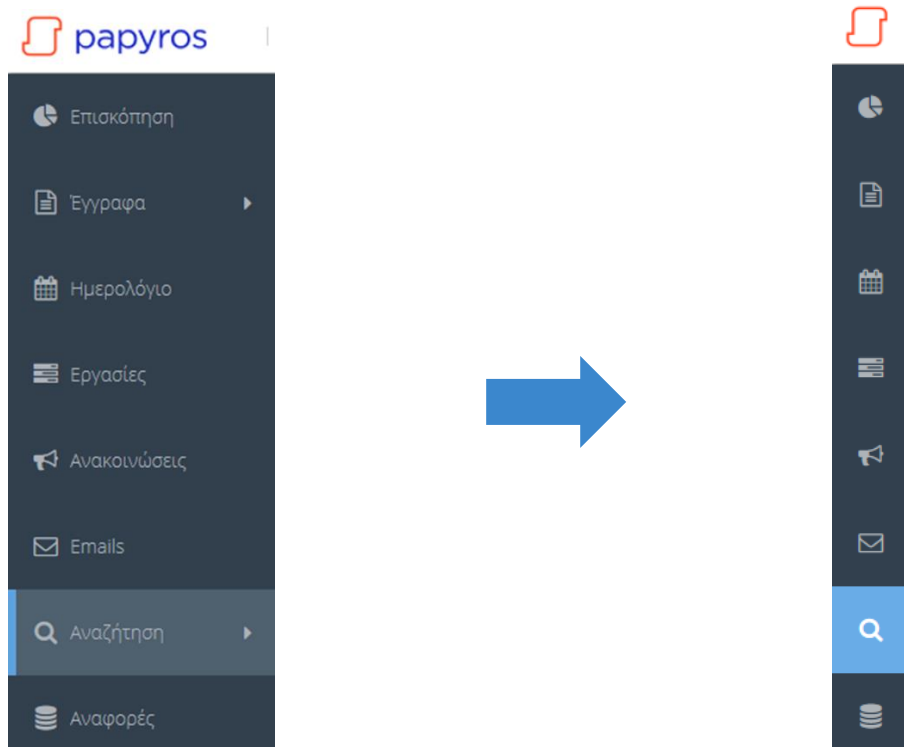 papyros
Επισκόπηση
Έγγραφα
Ημερολόγιο
Εργασίες
Ανακοινώσεις
Emails
Αναζήτηση
Αναφορές